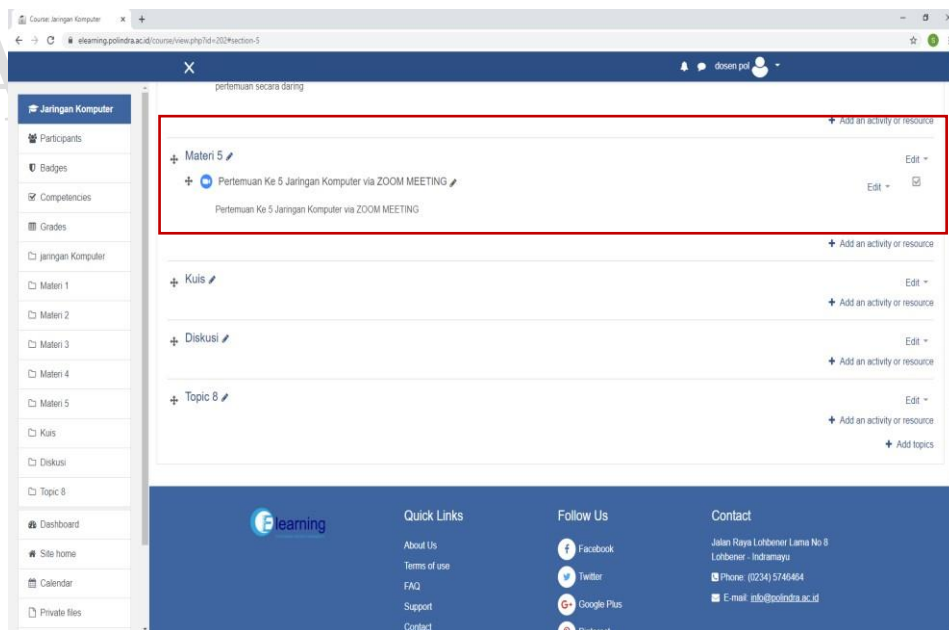 Course: Jaringan Komputer
elearning.polindra.ac.id/course/view.php?id=202#section-5
dosen pol
Jaringan Komputer
Participants
Badges
Competencies
Grades
jaringan Komputer
Materi 1
Materi 2
Materi 3
Materi 4
Materi 5
Kuis
Diskusi
Topic 8
Dashboard
Site home
Calendar
Private files
pertemuan secara daring
+ Add an activity or resource
Materi 5
Edit
Pertemuan Ke 5 Jaringan Komputer via ZOOM MEETING
Edit
Pertemuan Ke 5 Jaringan Komputer via ZOOM MEETING
+ Add an activity or resource
Kuis
Edit
+ Add an activity or resource
Diskusi
Edit
+ Add an activity or resource
Topic 8
Edit
+ Add an activity or resource
+ Add topics
Elearning
Quick Links
About Us
Terms of use
FAQ
Support
Contact
Follow Us
Facebook
Twitter
Google Plus
Pinterest
Contact
Jalan Raya Lohbener Lama No 8
Lohbener - Indramayu
Phone: (0234) 5746464
E-mail: info@polindra.ac.id